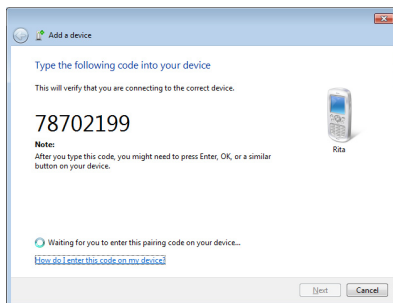 Add a device
Type the following code into your device
This will verify that you are connecting to the correct device.
78702199
Note:
After you type this code, you might need to press Enter, OK, or a similar
button on your device.
Rita
Waiting for you to enter this pairing code on your device...
How do I enter this code on my device?
Next
Cancel